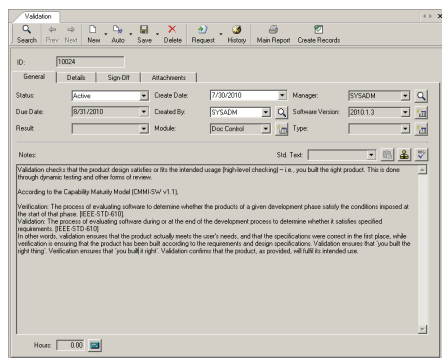 Validation
Search Prev Next New Auto Save Delete Request History Main Report Create Records
ID: 10024
General Details Sign-Off Attachments
Status: Active Create Date: 7/30/2010 Manager: SYSADM
Due Date: 8/31/2010 Created By: SYSADM Software Version: 2010.1.3
Result: Module: Doc Control Type:
Notes: Std. Text:
Validation checks that the product design satisfies or fits the intended usage (high-level checking) – i.e., you built the right product. This is done
through dynamic testing and other forms of review.
According to the Capability Maturity Model (CMMI-SW v1.1),
Verification: The process of evaluating software to determine whether the products of a given development phase satisfy the conditions imposed at
the start of that phase. [IEEE-STD-610].
Validation: The process of evaluating software during or at the end of the development process to determine whether it satisfies specified
requirements. [IEEE-STD-610]
In other words, validation ensures that the product actually meets the user's needs, and that the specifications were correct in the first place, while
verification is ensuring that the product has been built according to the requirements and design specifications. Validation ensures that 'you built the
right thing'. Verification ensures that 'you built it right'. Validation confirms that the product, as provided, will fulfil its intended use.
Hours: 0.00